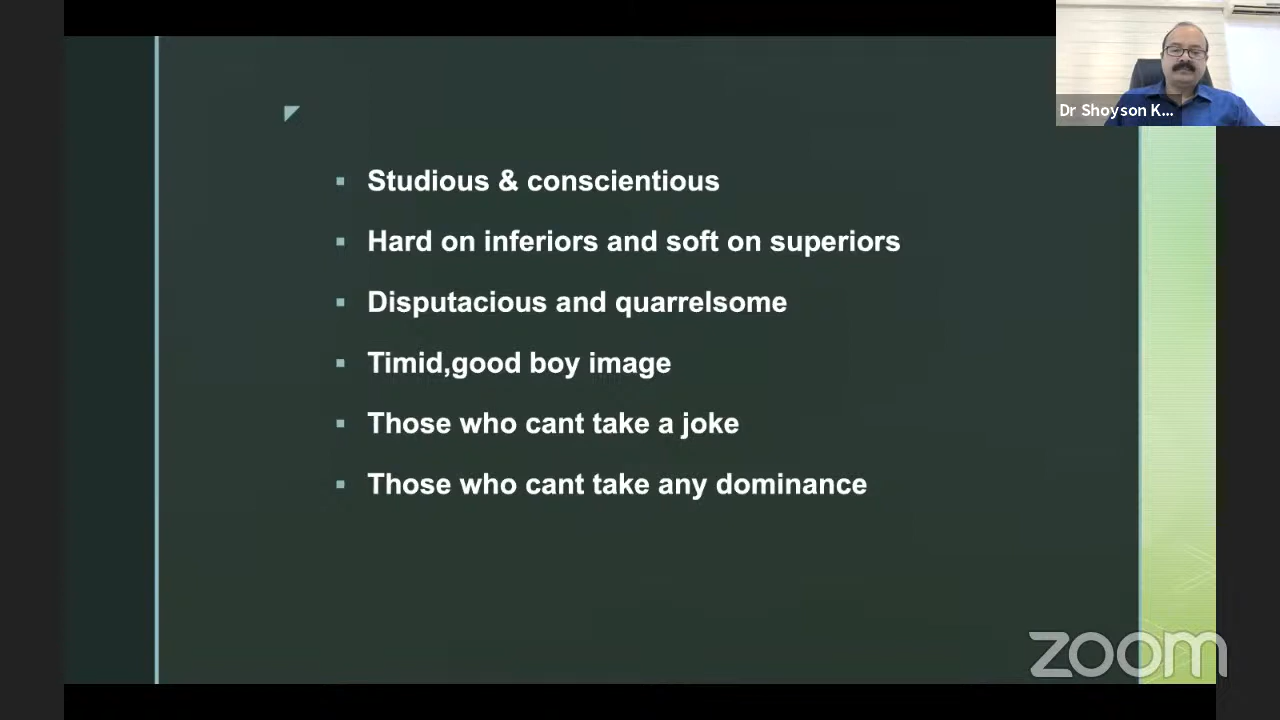 Dr Shoyson K...
Studious & conscientious
Hard on inferiors and soft on superiors
Disputacious and quarrelsome
Timid,good boy image
Those who cant take a joke
Those who cant take any dominance
zoom